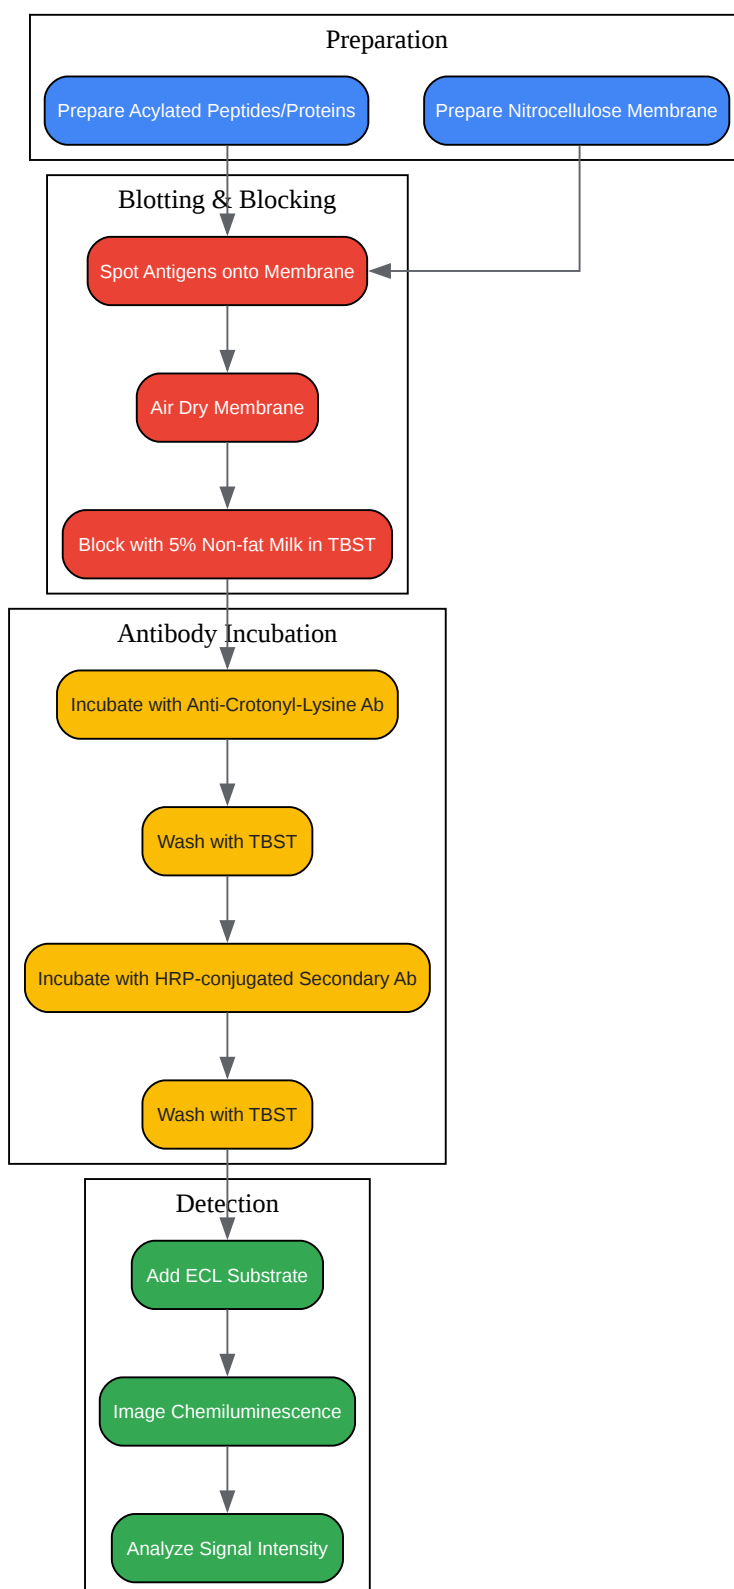 Preparation
Prepare Acylated Peptides/Proteins
Prepare Nitrocellulose Membrane
Blotting & Blocking
Spot Antigens onto Membrane
Air Dry Membrane
Block with 5% Non-fat Milk in TBST
Antibody Incubation
Incubate with Anti-Crotonyl-Lysine Ab
Wash with TBST
Incubate with HRP-conjugated Secondary Ab
Wash with TBST
Detection
Add ECL Substrate
Image Chemiluminescence
Analyze Signal Intensity